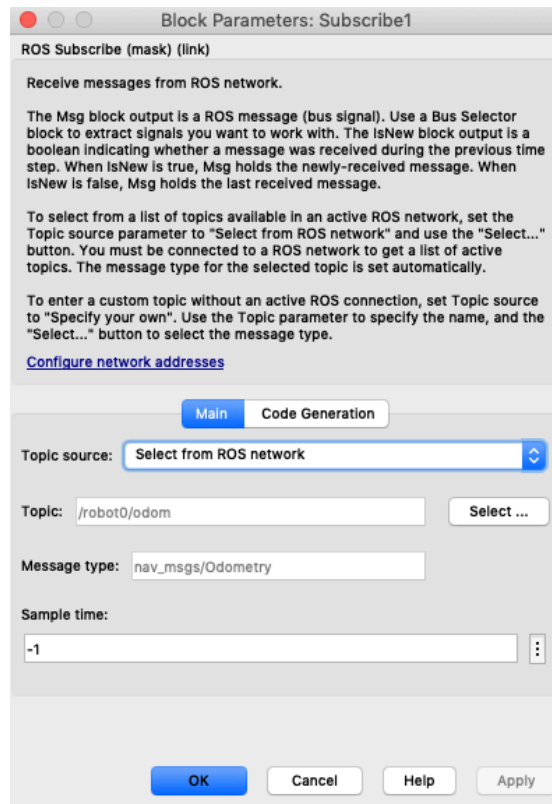 Block Parameters: Subscribe1
ROS Subscribe (mask) (link)
Receive messages from ROS network.
The Msg block output is a ROS message (bus signal). Use a Bus Selector
block to extract signals you want to work with. The IsNew block output is a
boolean indicating whether a message was received during the previous time
step. When IsNew is true, Msg holds the newly-received message. When
IsNew is false, Msg holds the last received message.
To select from a list of topics available in an active ROS network, set the
Topic source parameter to "Select from ROS network" and use the "Select..."
button. You must be connected to a ROS network to get a list of active
topics. The message type for the selected topic is set automatically.
To enter a custom topic without an active ROS connection, set Topic source
to "Specify your own". Use the Topic parameter to specify the name, and the
"Select..." button to select the message type.
Configure network addresses
Main Code Generation
Topic source: Select from ROS network
Topic: /robot0/odom Select ...
Message type: nav_msgs/Odometry
Sample time:
-1
OK Cancel Help Apply